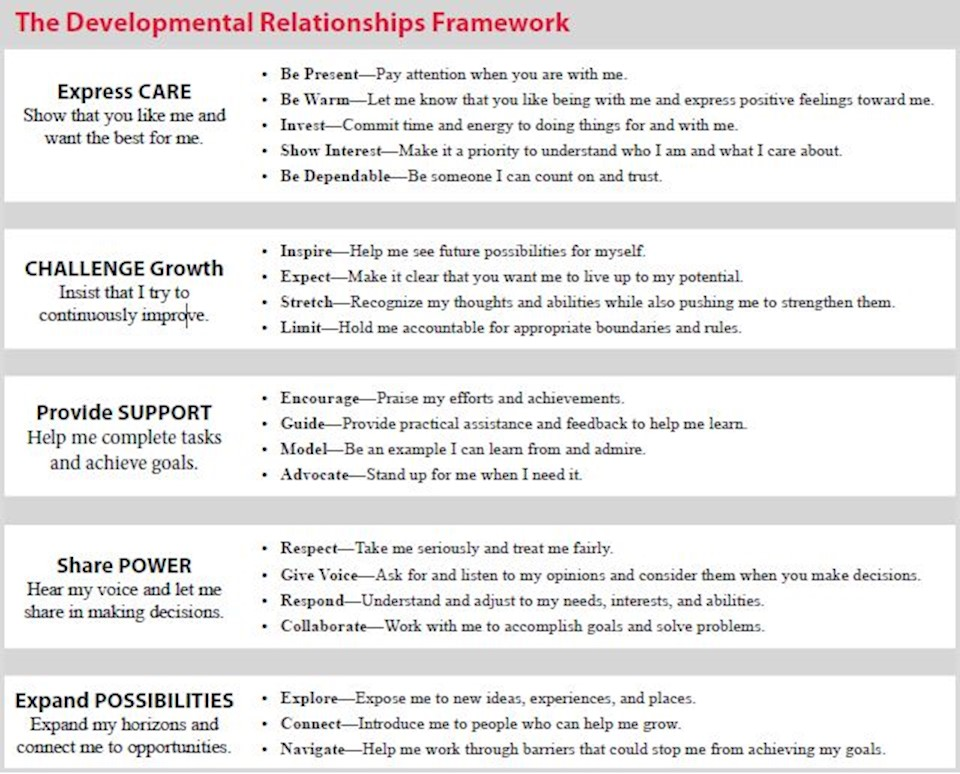 The Developmental Relationships Framework
Express CARE
Show that you like me and
want the best for me.
• Be Present—Pay attention when you are with me.
• Be Warm—Let me know that you like being with me and express positive feelings toward me.
• Invest—Commit time and energy to doing things for and with me.
• Show Interest—Make it a priority to understand who I am and what I care about.
• Be Dependable—Be someone I can count on and trust.
CHALLENGE Growth
Insist that I try to
continuously improve.
• Inspire—Help me see future possibilities for myself.
• Expect—Make it clear that you want me to live up to my potential.
• Stretch—Recognize my thoughts and abilities while also pushing me to strengthen them.
• Limit—Hold me accountable for appropriate boundaries and rules.
Provide SUPPORT
Help me complete tasks
and achieve goals.
• Encourage—Praise my efforts and achievements.
• Guide—Provide practical assistance and feedback to help me learn.
• Model—Be an example I can learn from and admire.
• Advocate—Stand up for me when I need it.
Share POWER
Hear my voice and let me
share in making decisions.
• Respect—Take me seriously and treat me fairly.
• Give Voice—Ask for and listen to my opinions and consider them when you make decisions.
• Respond—Understand and adjust to my needs, interests, and abilities.
• Collaborate—Work with me to accomplish goals and solve problems.
Expand POSSIBILITIES
Expand my horizons and
connect me to opportunities.
• Explore—Expose me to new ideas, experiences, and places.
• Connect—Introduce me to people who can help me grow.
• Navigate—Help me work through barriers that could stop me from achieving my goals.